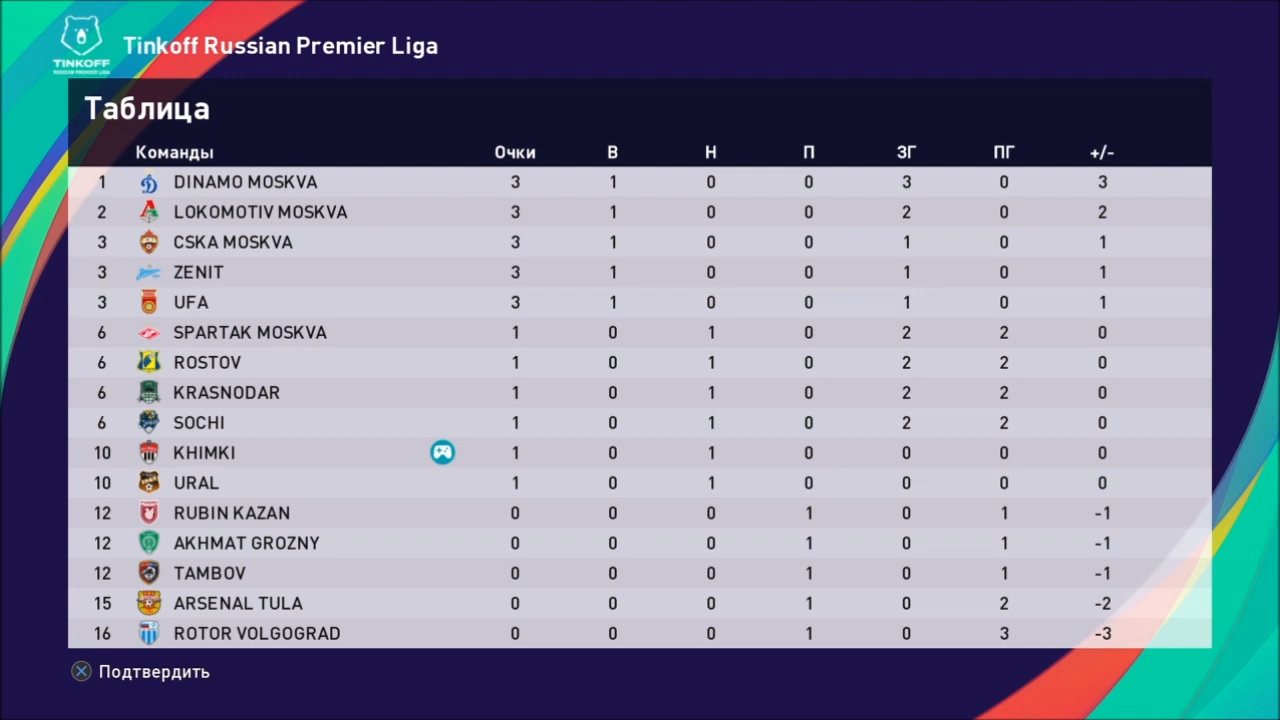 Tinkoff Russian Premier Liga
TINKOFF
RUSSIAN PREMIER LIGA
Таблица
Команды Очки В Н П ЗГ ПГ +/-
1 DINAMO MOSKVA 3 1 0 0 3 0 3
2 LOKOMOTIV MOSKVA 3 1 0 0 2 0 2
3 CSKA MOSKVA 3 1 0 0 1 0 1
3 ZENIT 3 1 0 0 1 0 1
3 UFA 3 1 0 0 1 0 1
6 SPARTAK MOSKVA 1 0 1 0 2 2 0
6 ROSTOV 1 0 1 0 2 2 0
6 KRASNODAR 1 0 1 0 2 2 0
6 SOCHI 1 0 1 0 2 2 0
10 KHIMKI 1 0 1 0 0 0 0
10 URAL 1 0 1 0 0 0 0
12 RUBIN KAZAN 0 0 0 1 0 1 -1
12 AKHMAT GROZNY 0 0 0 1 0 1 -1
12 TAMBOV 0 0 0 1 0 1 -1
15 ARSENAL TULA 0 0 0 1 0 2 -2
16 ROTOR VOLGOGRAD 0 0 0 1 0 3 -3
Подтвердить